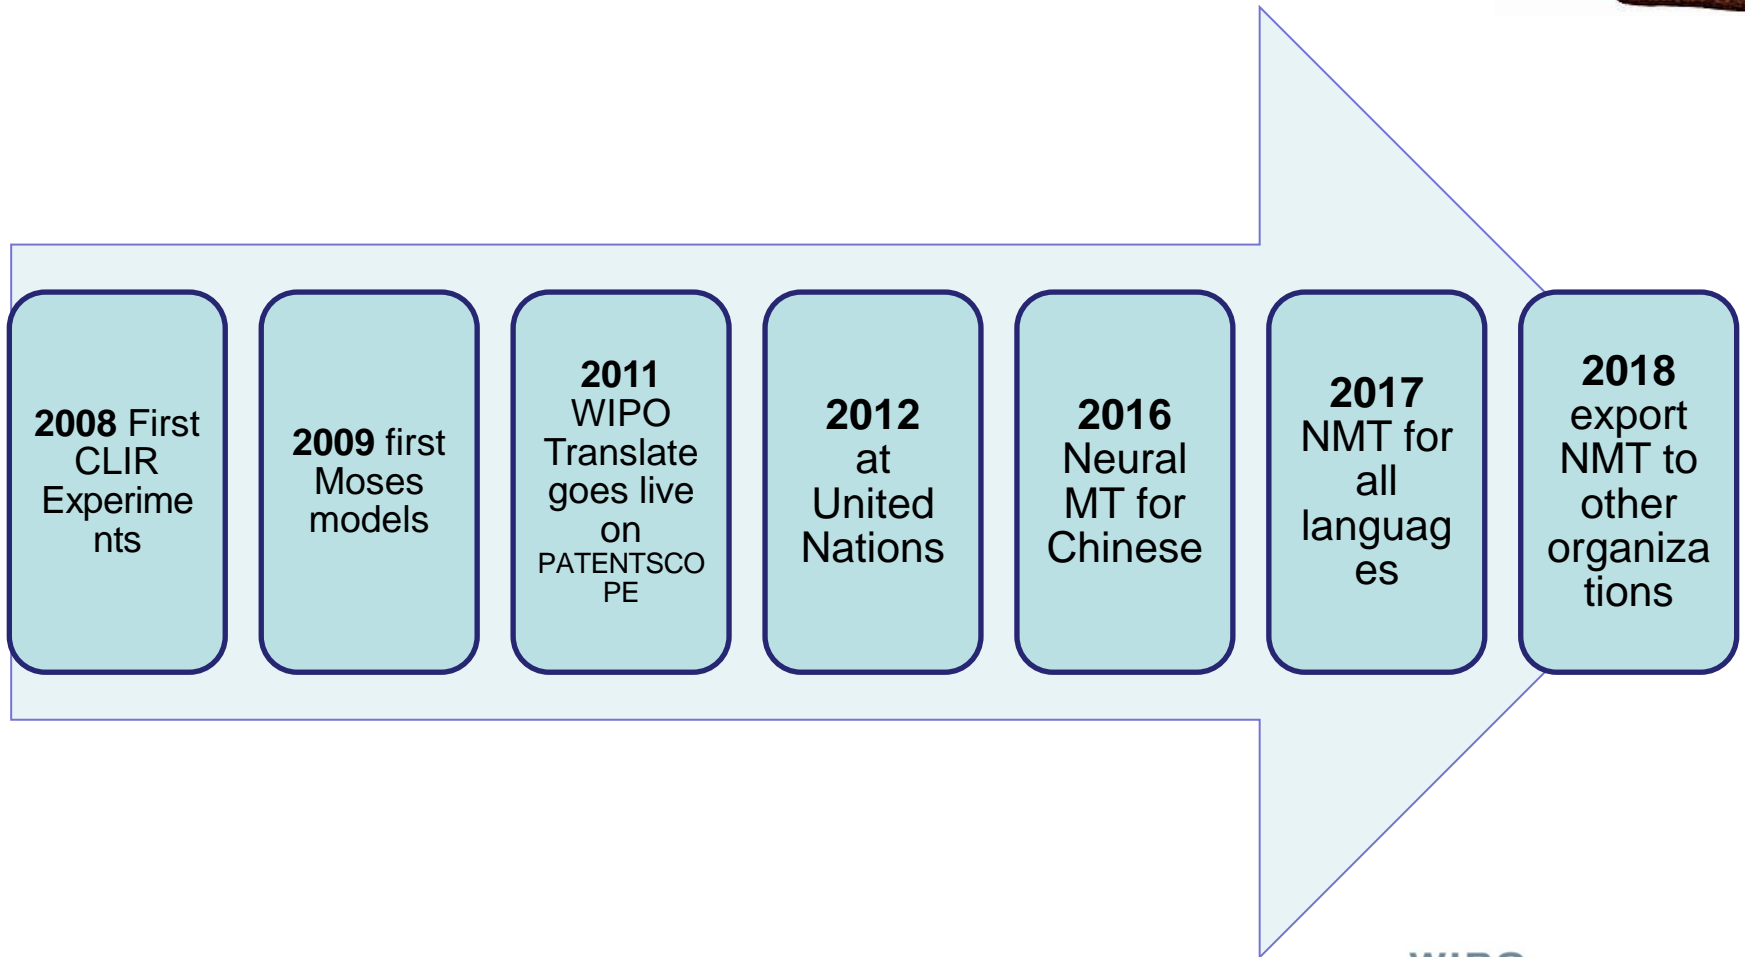 2008 First
CLIR
Experime
nts
2009 first
Moses
models
2011
WIPO
Translate
goes live
on
PATENTSCO
PE
2012
at
United
Nations
2016
Neural
MT for
Chinese
2017
NMT for
all
languag
es
2018
export
NMT to
other
organiza
tions
WIPO